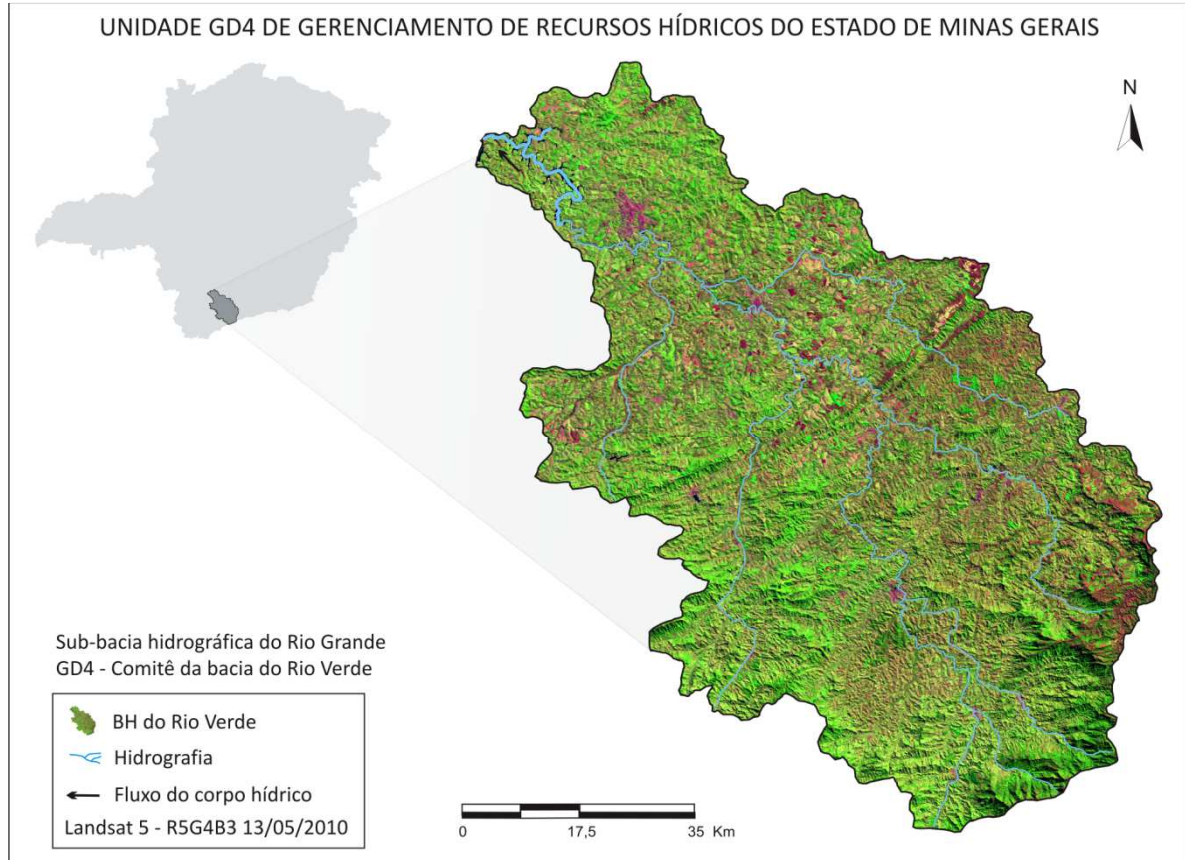 UNIDADE GD4 DE GERENCIAMENTO DE RECURSOS HÍDRICOS DO ESTADO DE MINAS GERAIS
N
Sub-bacia hidrográfica do Rio Grande
GD4 - Comitê da bacia do Rio Verde
BH do Rio Verde
Hidrografia
Fluxo do corpo hídrico
Landsat 5 - R5G4B3 13/05/2010
0 17,5 35 Km